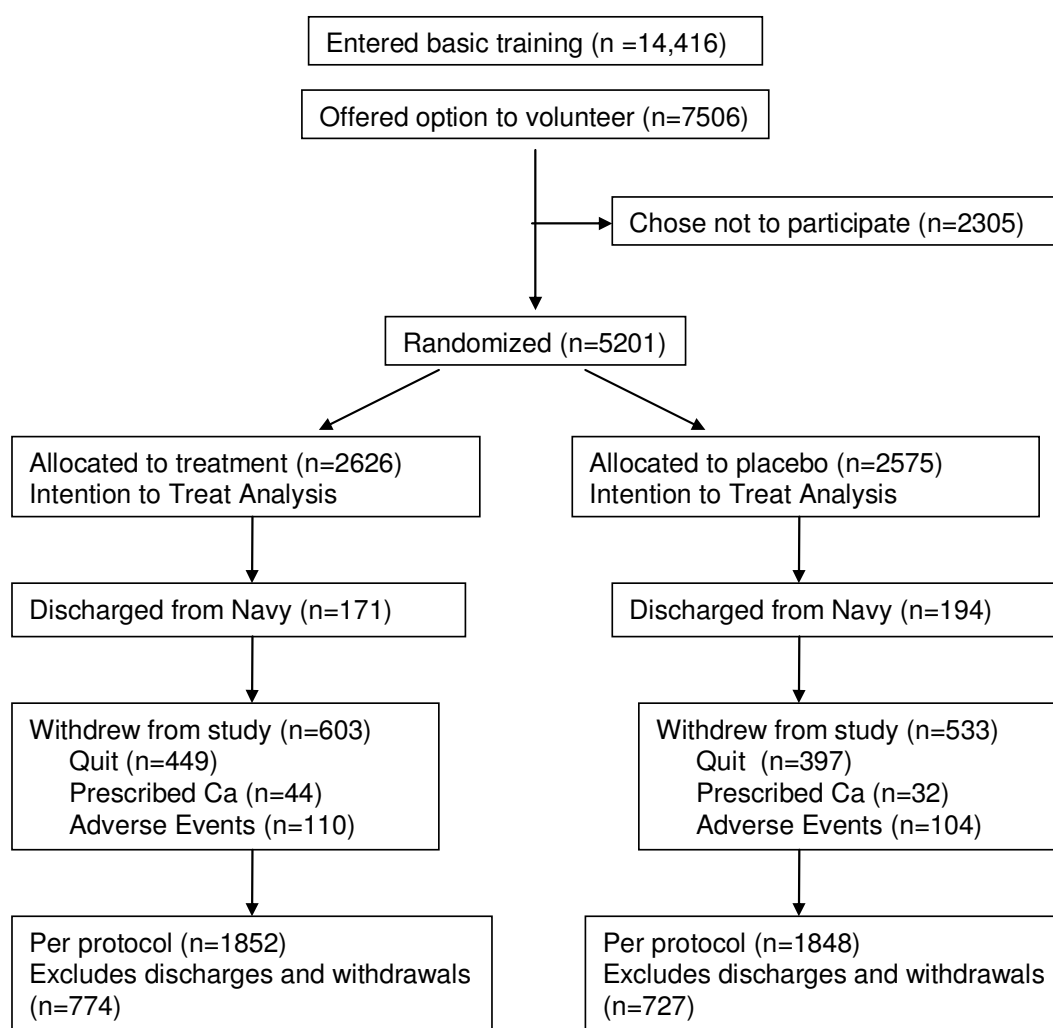 Entered basic training (n =14,416)
Offered option to volunteer (n=7506)
Chose not to participate (n=2305)
Randomized (n=5201)
Allocated to treatment (n=2626)
Intention to Treat Analysis
Allocated to placebo (n=2575)
Intention to Treat Analysis
Discharged from Navy (n=171)
Discharged from Navy (n=194)
Withdrew from study (n=603)
Quit (n=449)
Prescribed Ca (n=44)
Adverse Events (n=110)
Withdrew from study (n=533)
Quit  (n=397)
Prescribed Ca (n=32)
Adverse Events (n=104)
Per protocol (n=1852)
Excludes discharges and withdrawals
(n=774)
Per protocol (n=1848)
Excludes discharges and withdrawals
(n=727)